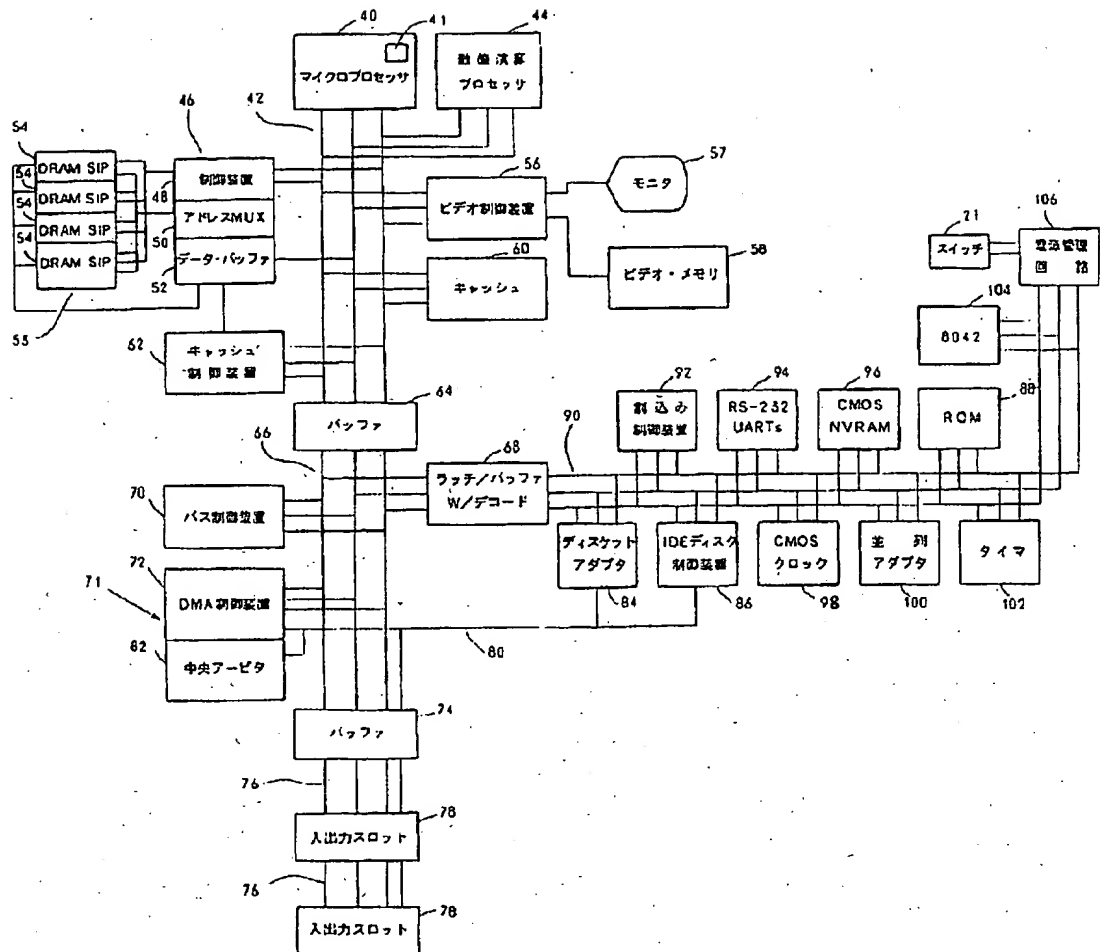 40
41
44
マイクロプロセッサ
数値演算
プロセッサ
42
46
54
DRAM SIP
54
DRAM SIP
54
DRAM SIP
54
DRAM SIP
55
48
制御装置
50
アドレスMUX
52
データ・バッファ
56
ビデオ制御装置
57
モニタ
58
ビデオ・メモリ
60
キャッシュ
62
キャッシュ
制御装置
21
スイッチ
106
電源管理
回路
104
8042
64
バッファ
66
68
ラッチ/バッファ
W/デコード
90
92
割込み
制御装置
94
RS-232
UARTs
96
CMOS
NVRAM
88
ROM
70
バス制御装置
ディスケット
アダプタ
84
IDEディスク
制御装置
86
CMOS
クロック
98
並列
アダプタ
100
タイマ
102
72
71
DMA制御装置
82
中央アービタ
80
74
バッファ
76
78
入出力スロット
76
78
入出力スロット